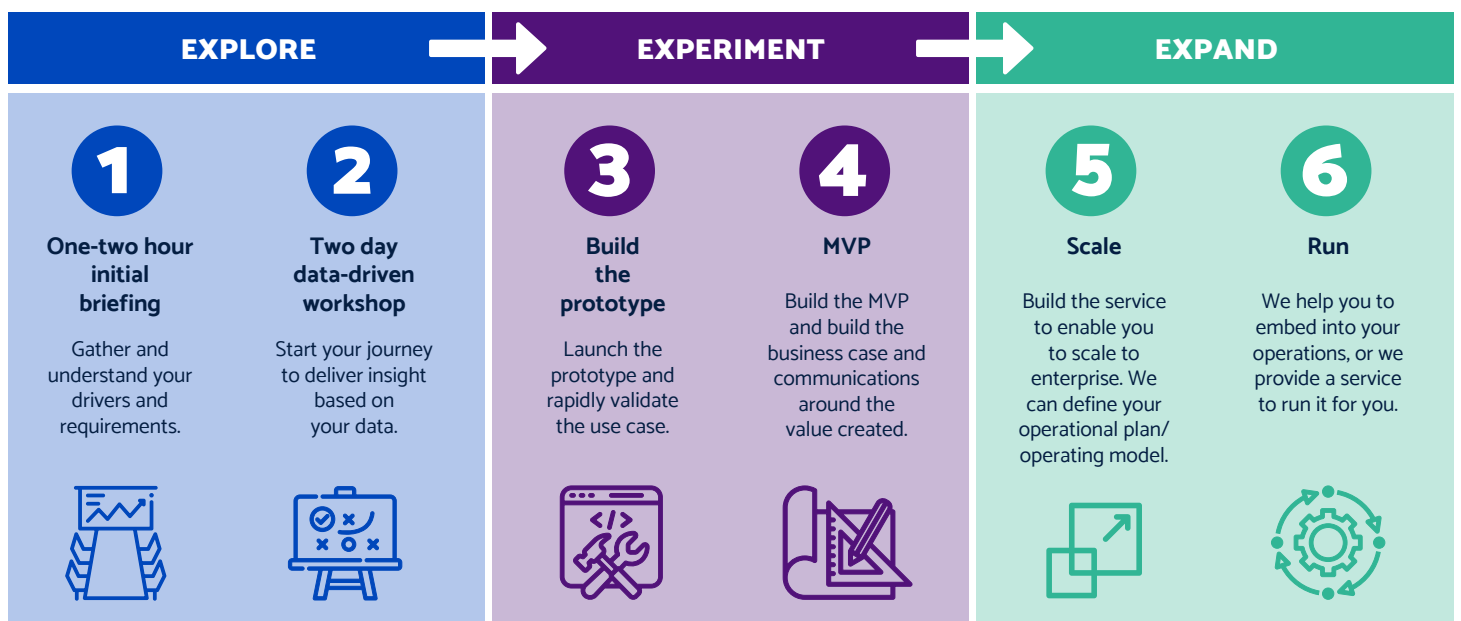 EXPLORE
EXPERIMENT
EXPAND
1
One-two hour
initial
briefing
Gather and
understand your
drivers and
requirements.
2
Two day
data-driven
workshop
Start your journey
to deliver insight
based on
your data.
3
Build
the
prototype
Launch the
prototype and
rapidly validate
the use case.
</>
4
MVP
Build the MVP
and build the
business case and
communications
around the
value created.
5
Scale
Build the service
to enable you
to scale to
enterprise. We
can define your
operational plan/
operating model.
6
Run
We help you to
embed into your
operations, or we
provide a service
to run it for you.